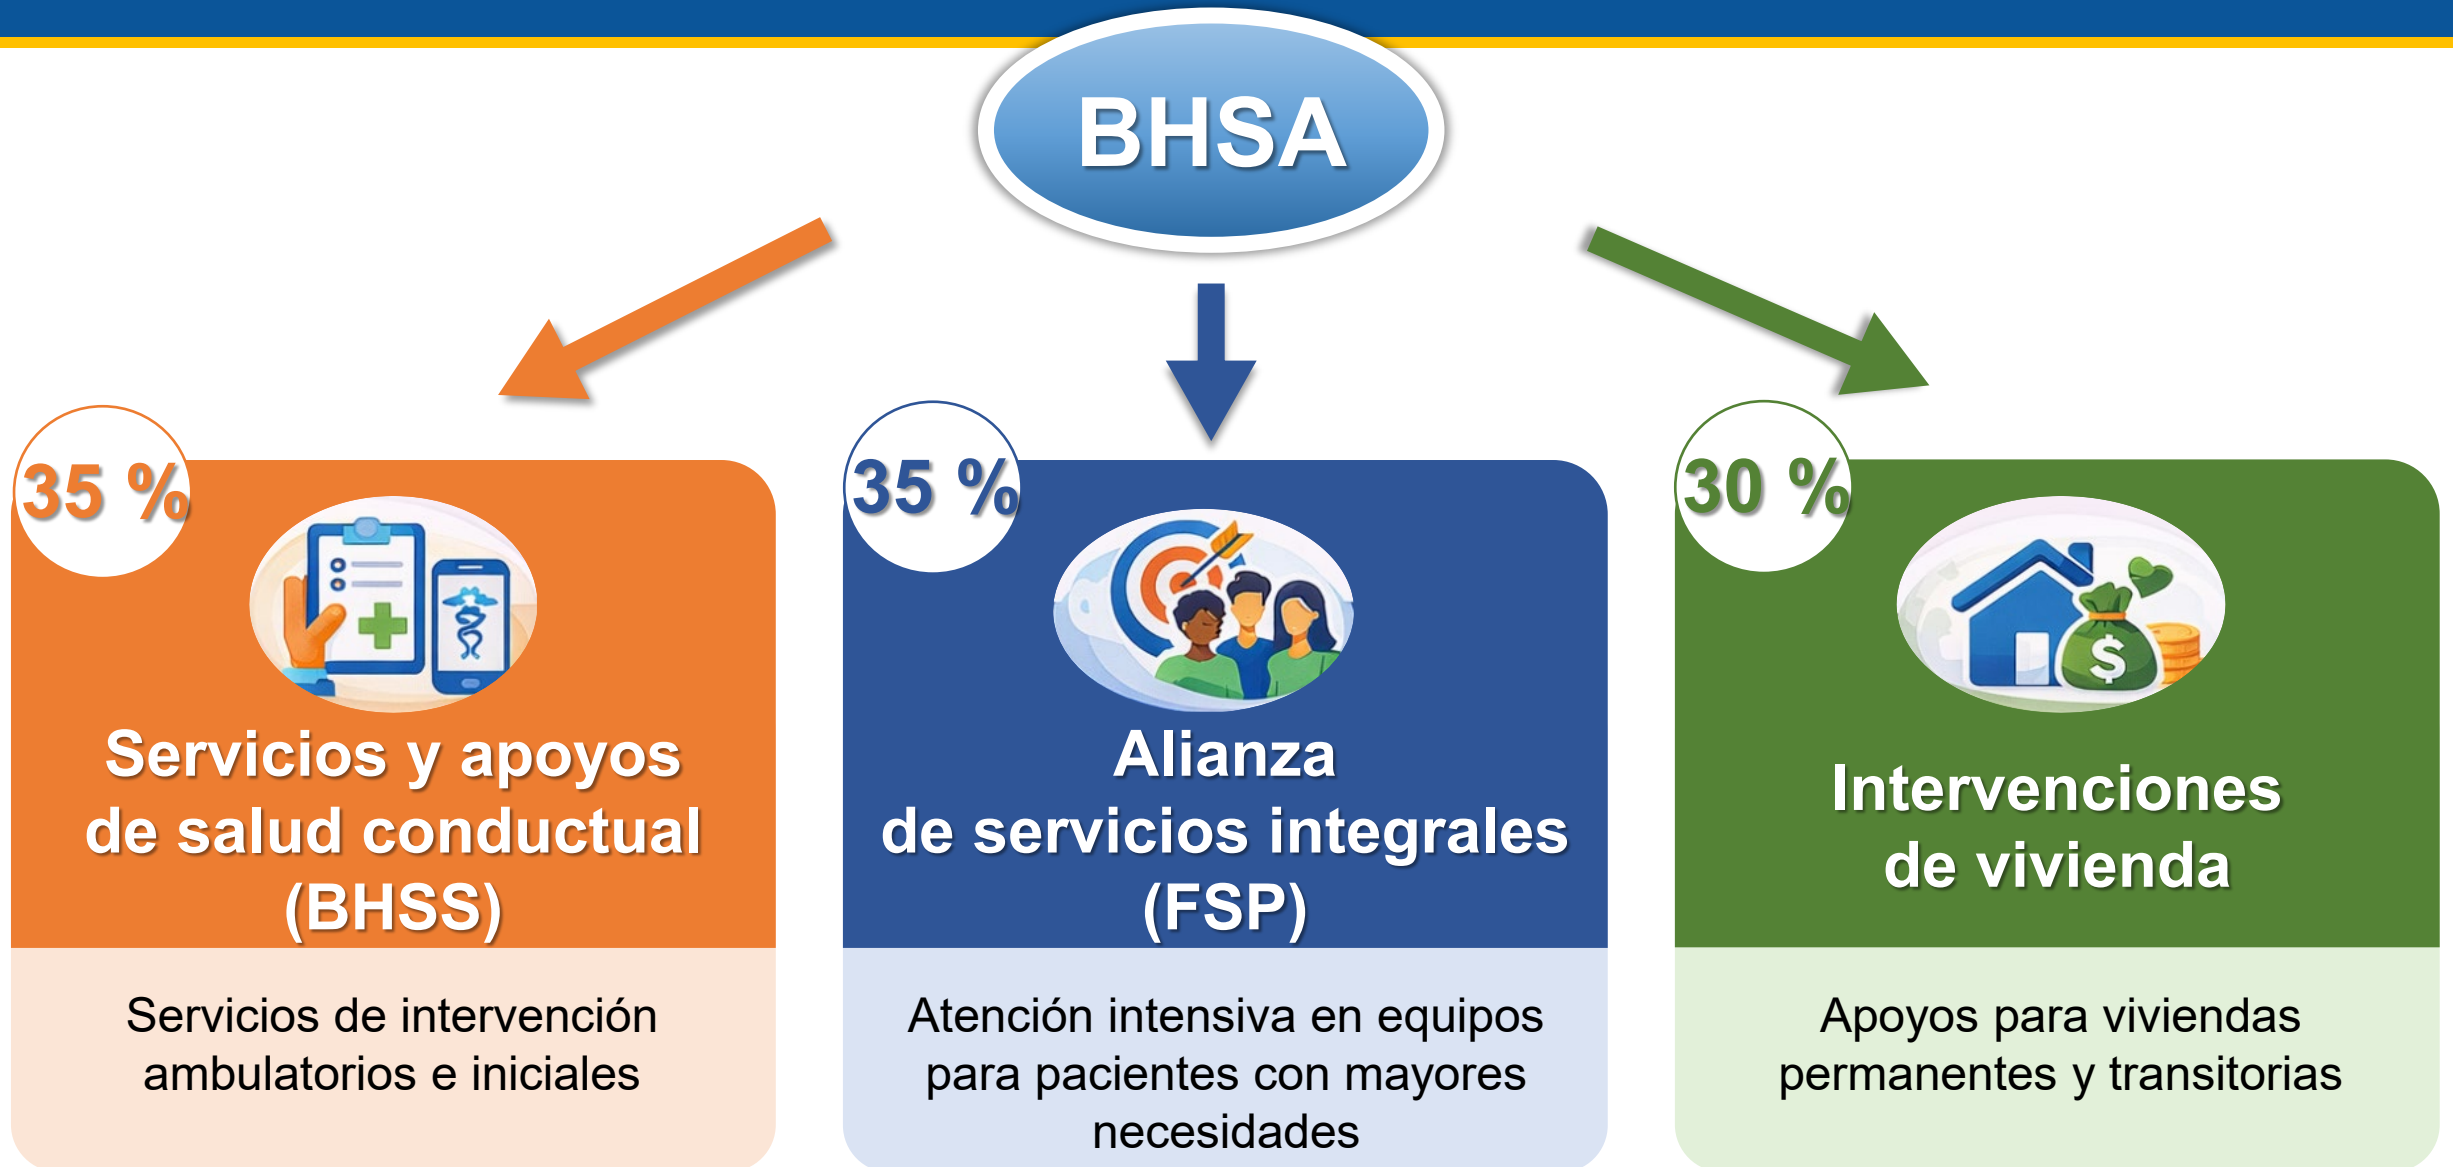 BHSA
35 %
Servicios y apoyos
de salud conductual
(BHSS)
Servicios de intervención
ambulatorios e iniciales
35 %
Alianza
de servicios integrales
(FSP)
Atención intensiva en equipos
para pacientes con mayores
necesidades
30 %
$
Intervenciones
de vivienda
Apoyos para viviendas
permanentes y transitorias